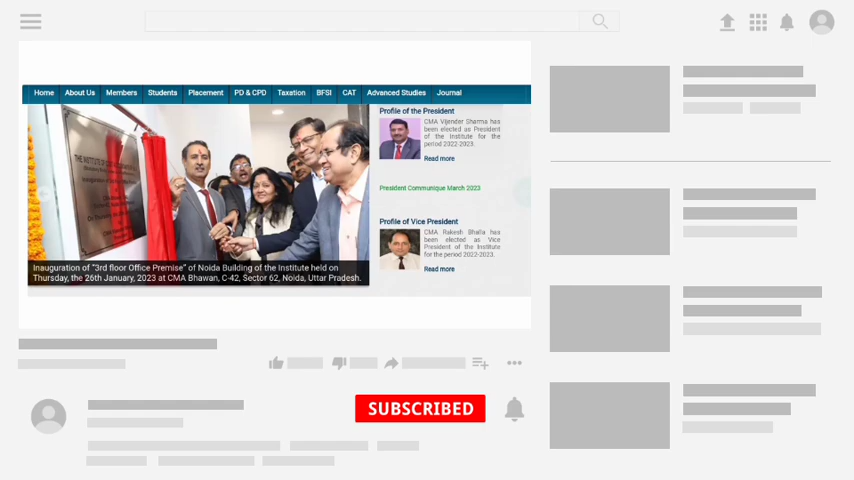 Home About Us Members Students Placement PD & CPD Taxation BFSI CAT Advanced Studies Journal
Profile of the President
CMA Vijender Sharma has
been elected as President
of the Institute for the
period 2022-2023.
Read more
President Communique March 2023
Profile of Vice President
CMA Rakesh Bhalla has
been elected as Vice
President of the Institute
for the period 2022-2023.
Read more
Inauguration of "3rd floor Office Premise" of Noida Building of the Institute held on
Thursday, the 26th January, 2023 at CMA Bhawan, C-42, Sector 62, Noida, Uttar Pradesh.
SUBSCRIBED